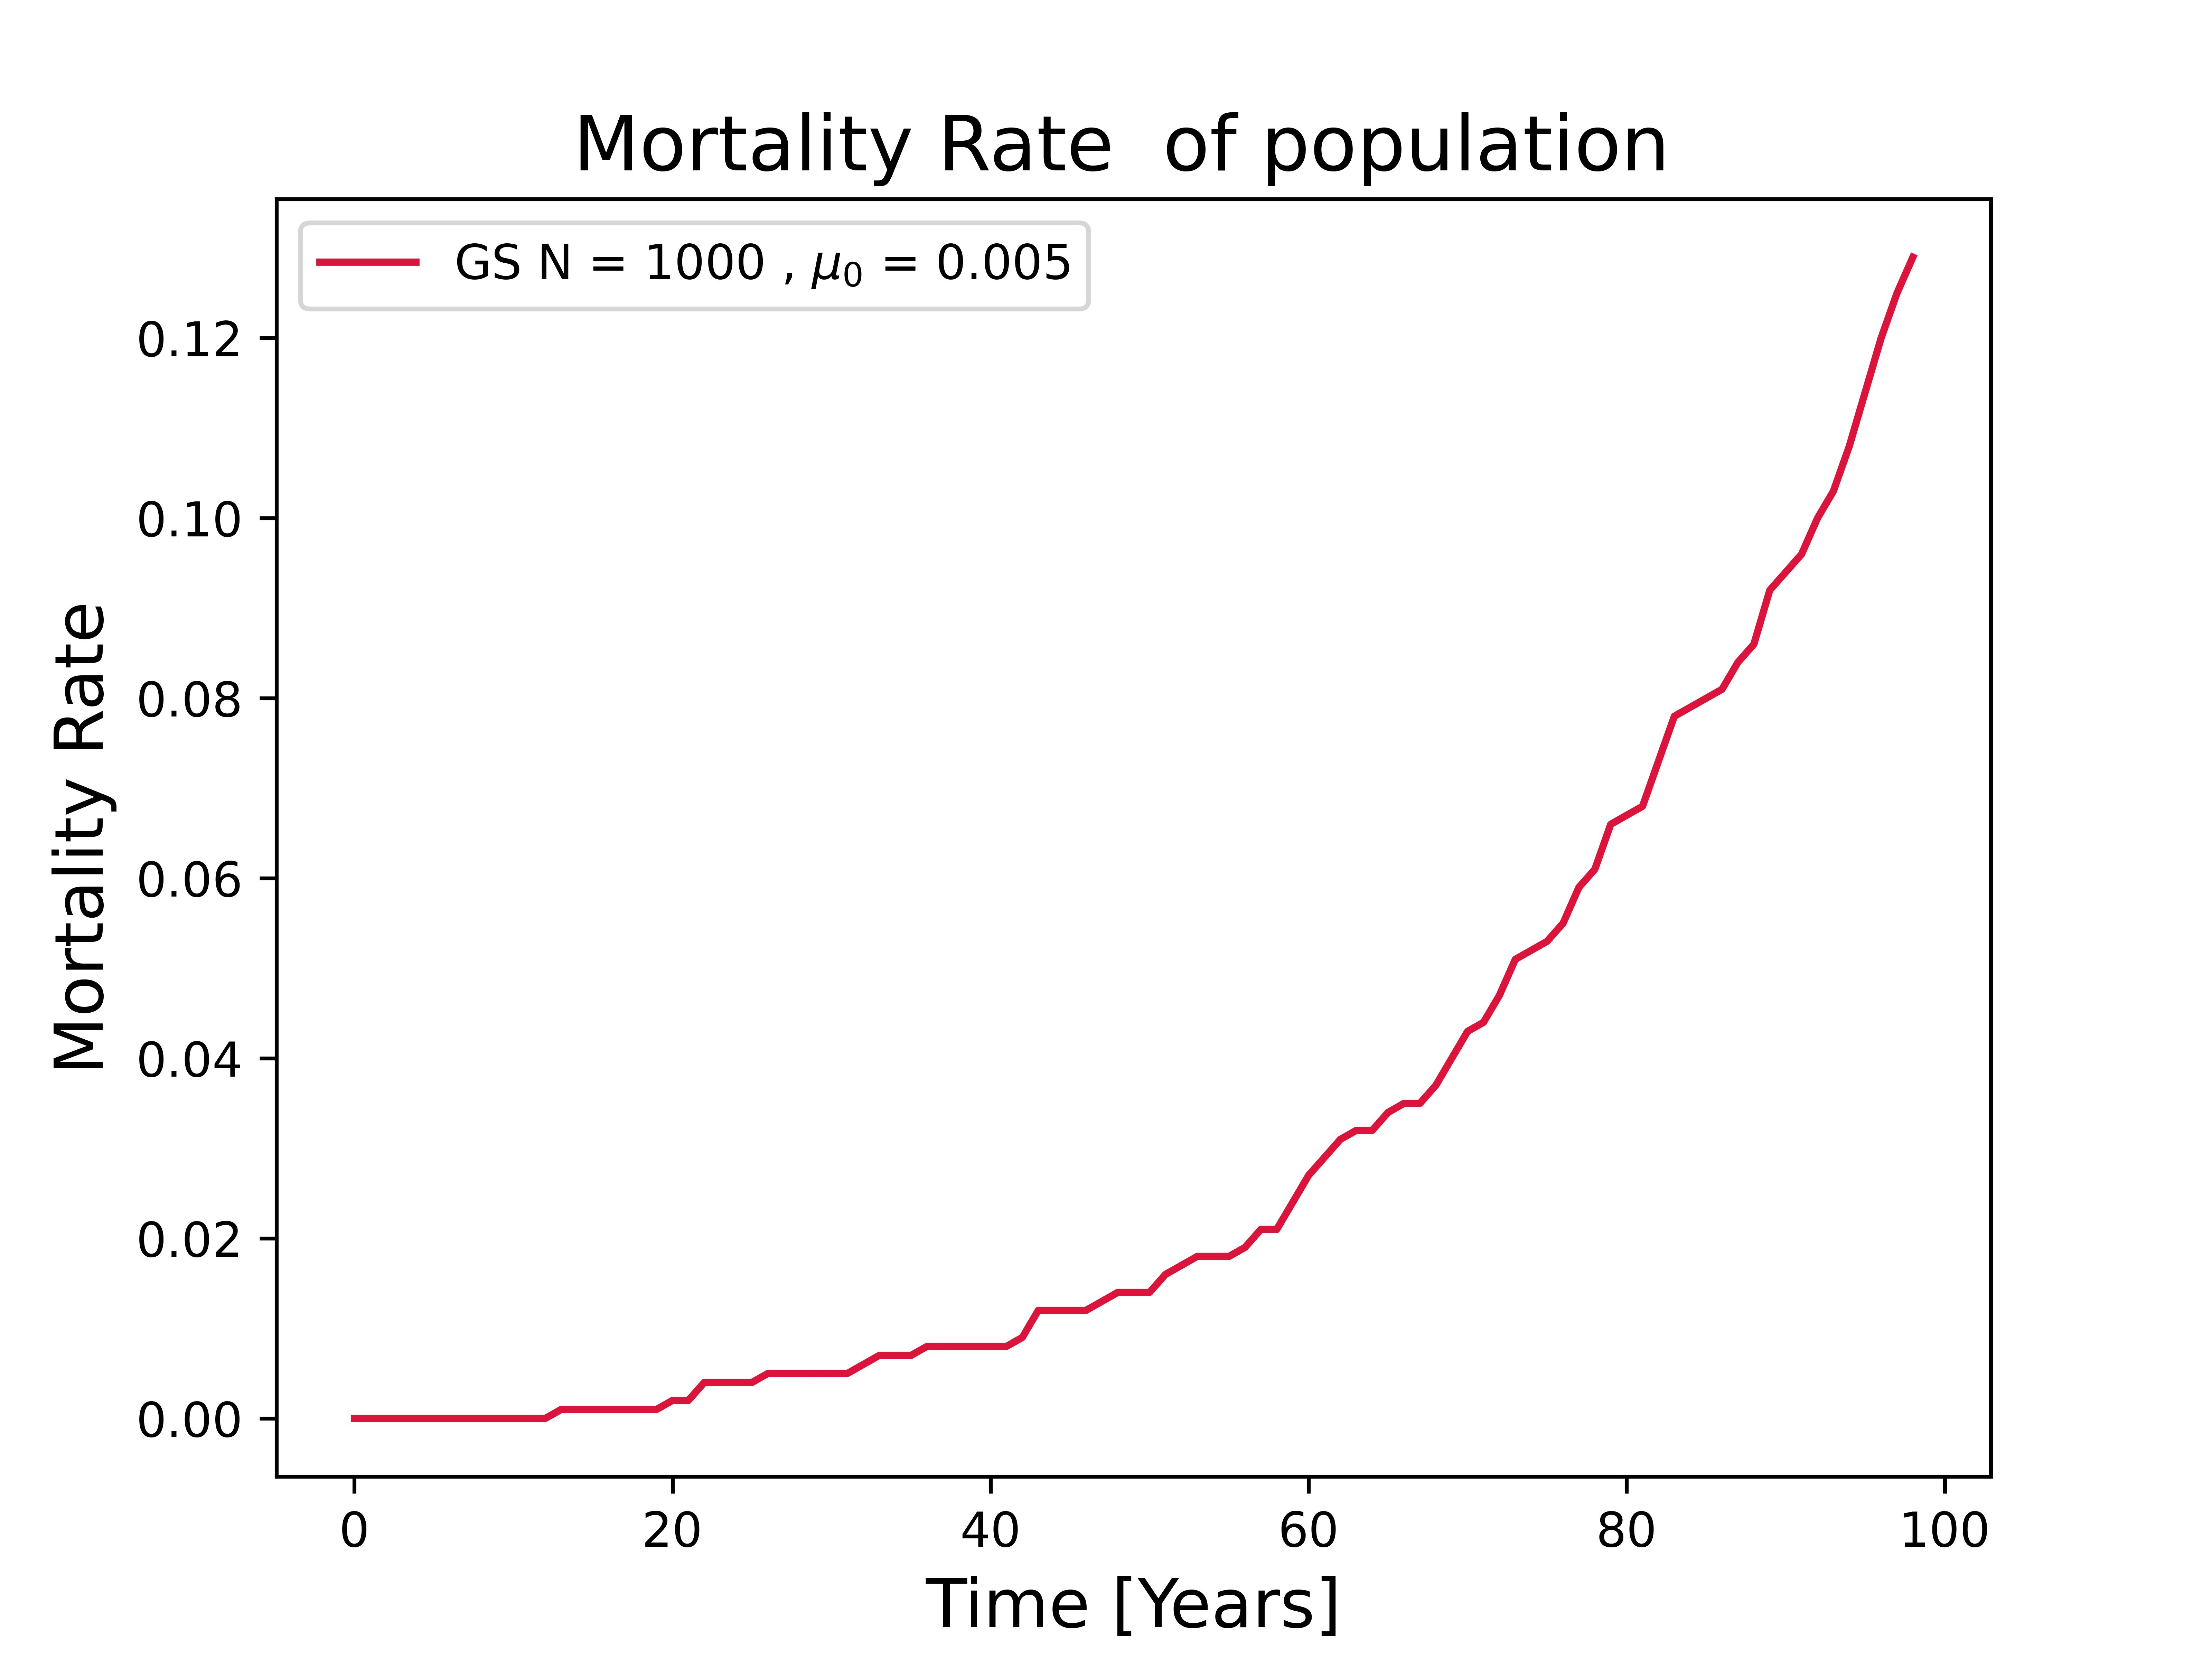 Mortality Rate  of population
GS N = 1000 , μ₀ = 0.005
Mortality Rate
0.12
0.10
0.08
0.06
0.04
0.02
0.00
0 20 40 60 80 100
Time [Years]